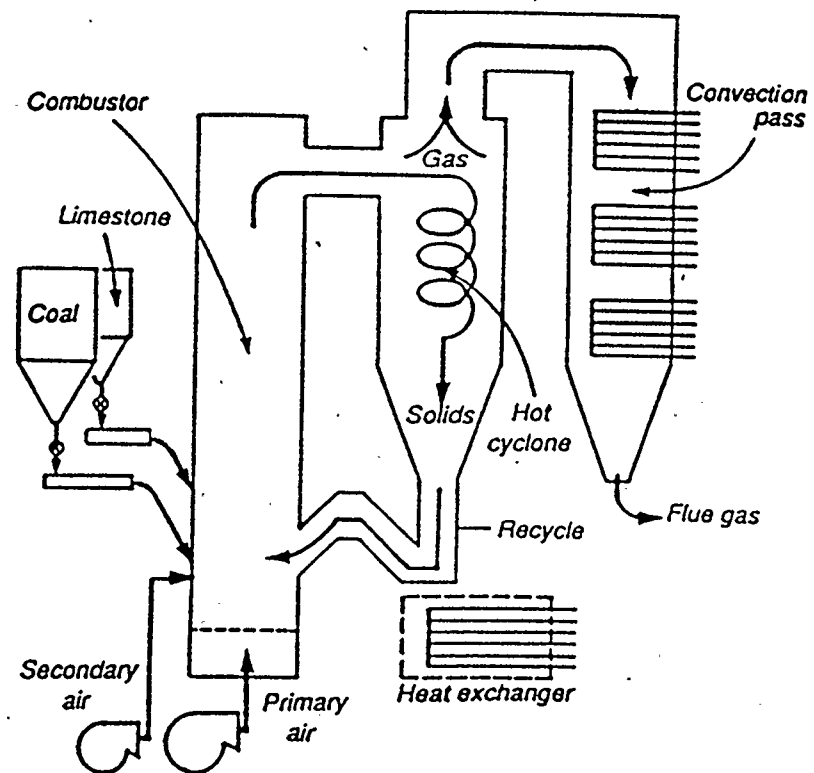 Combustor
Convection
pass
Gas
Limestone
Coal
Solids
Hot
cyclone
Recycle
Flue gas
Secondary
air
Primary
air
Heat exchanger